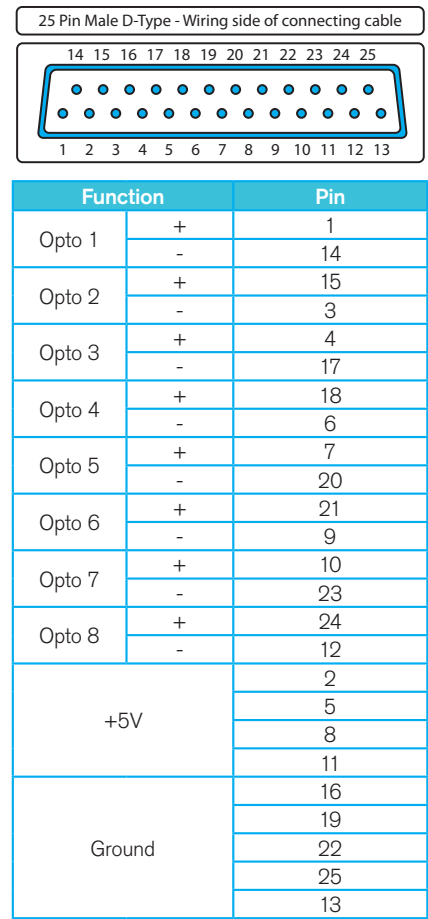 25 Pin Male D-Type - Wiring side of connecting cable
14 15 16 17 18 19 20 21 22 23 24 25
1 2 3 4 5 6 7 8 9 10 11 12 13
Function Pin
Opto 1 + 1
- 14
Opto 2 + 15
- 3
Opto 3 + 4
- 17
Opto 4 + 18
- 6
Opto 5 + 7
- 20
Opto 6 + 21
- 9
Opto 7 + 10
- 23
Opto 8 + 24
- 12
+5V 2
5
8
11
Ground 16
19
22
25
13